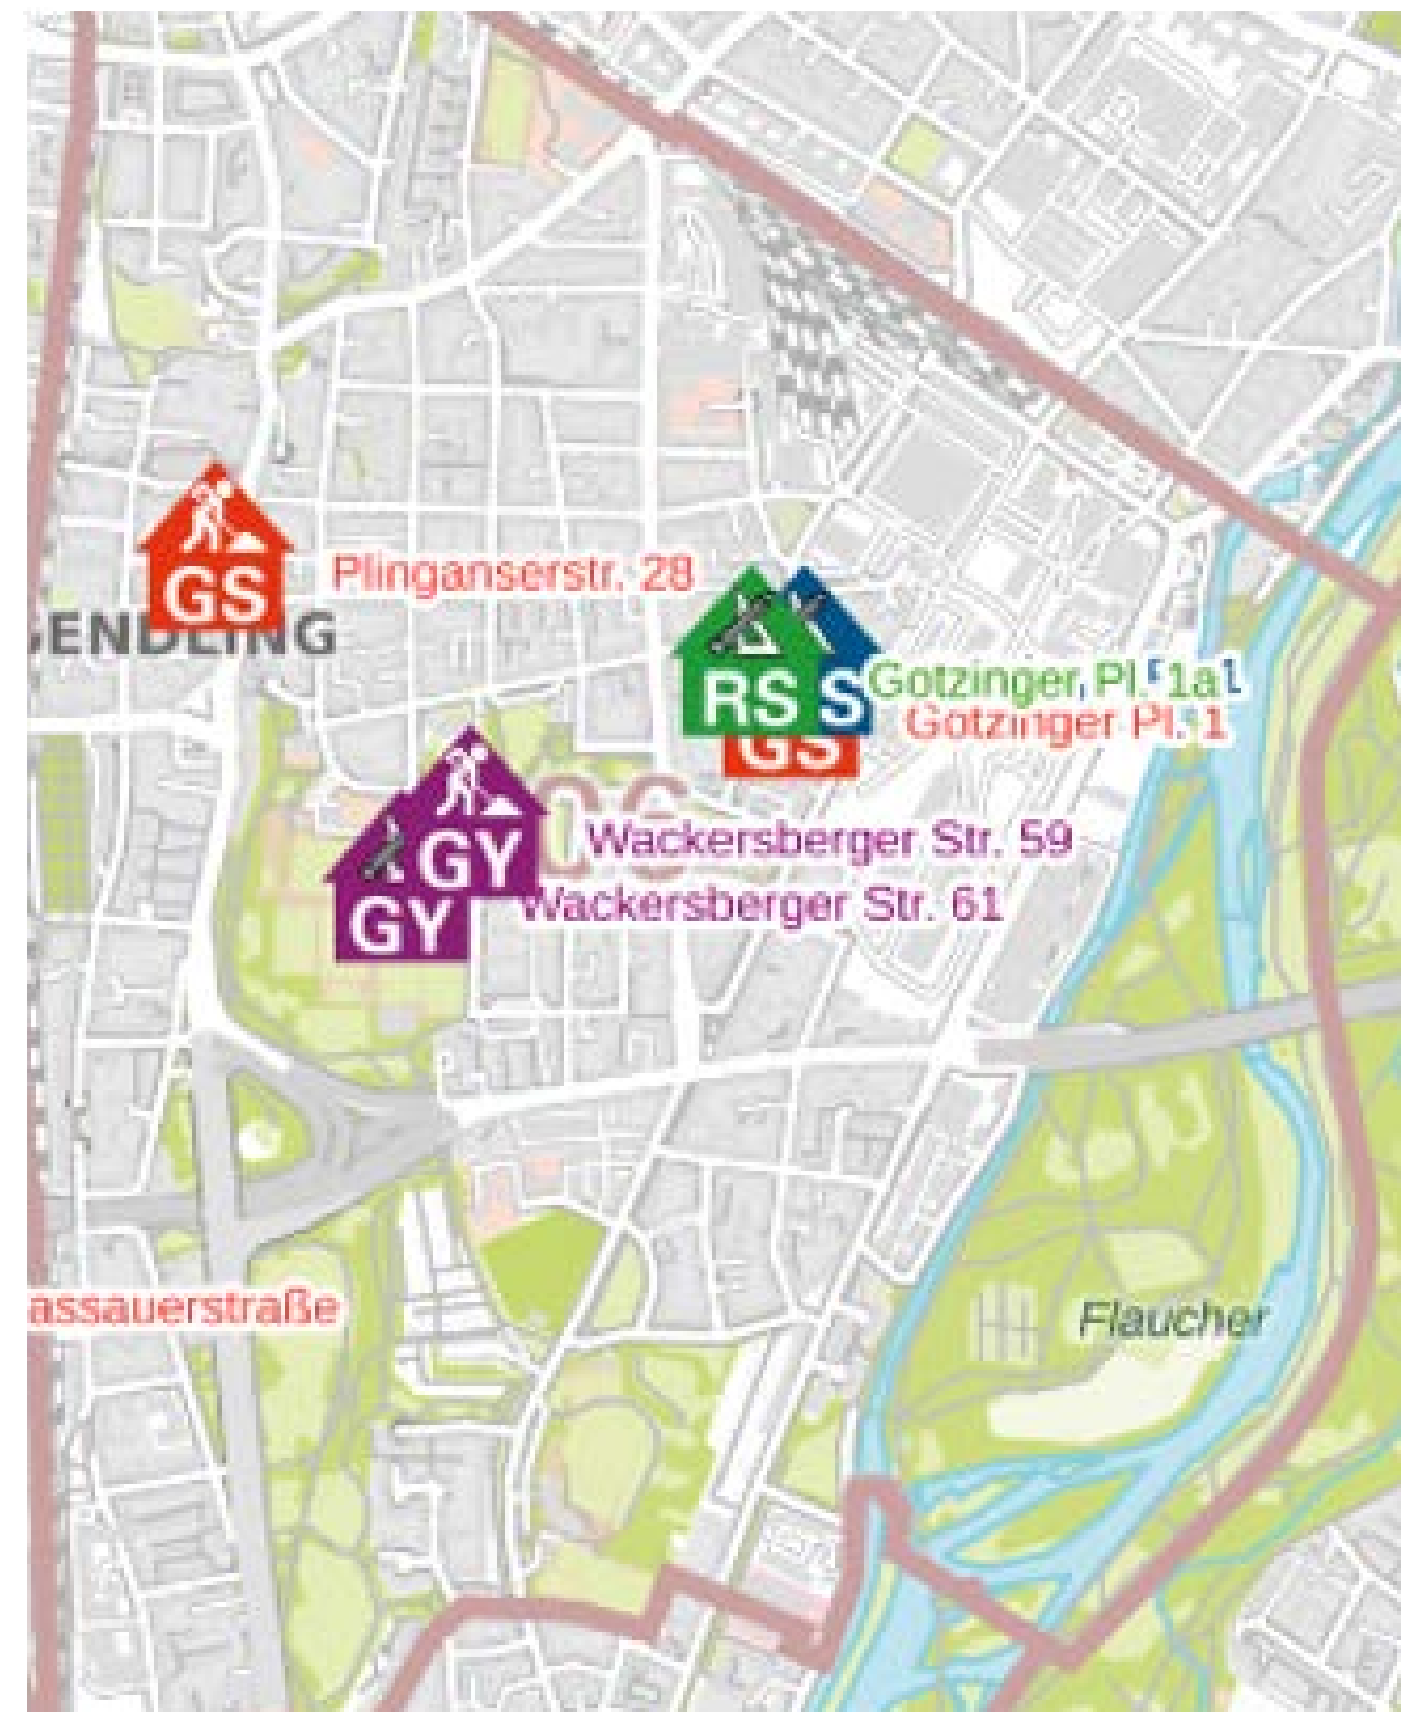 GS
Plinganserstr. 28
ENDLING
RS
S
Gotzinger Pl. 1a
GS
Gotzinger Pl. 1
GY
Wackersberger Str. 59
GY
Wackersberger Str. 61
assauerstraße
Flaucher